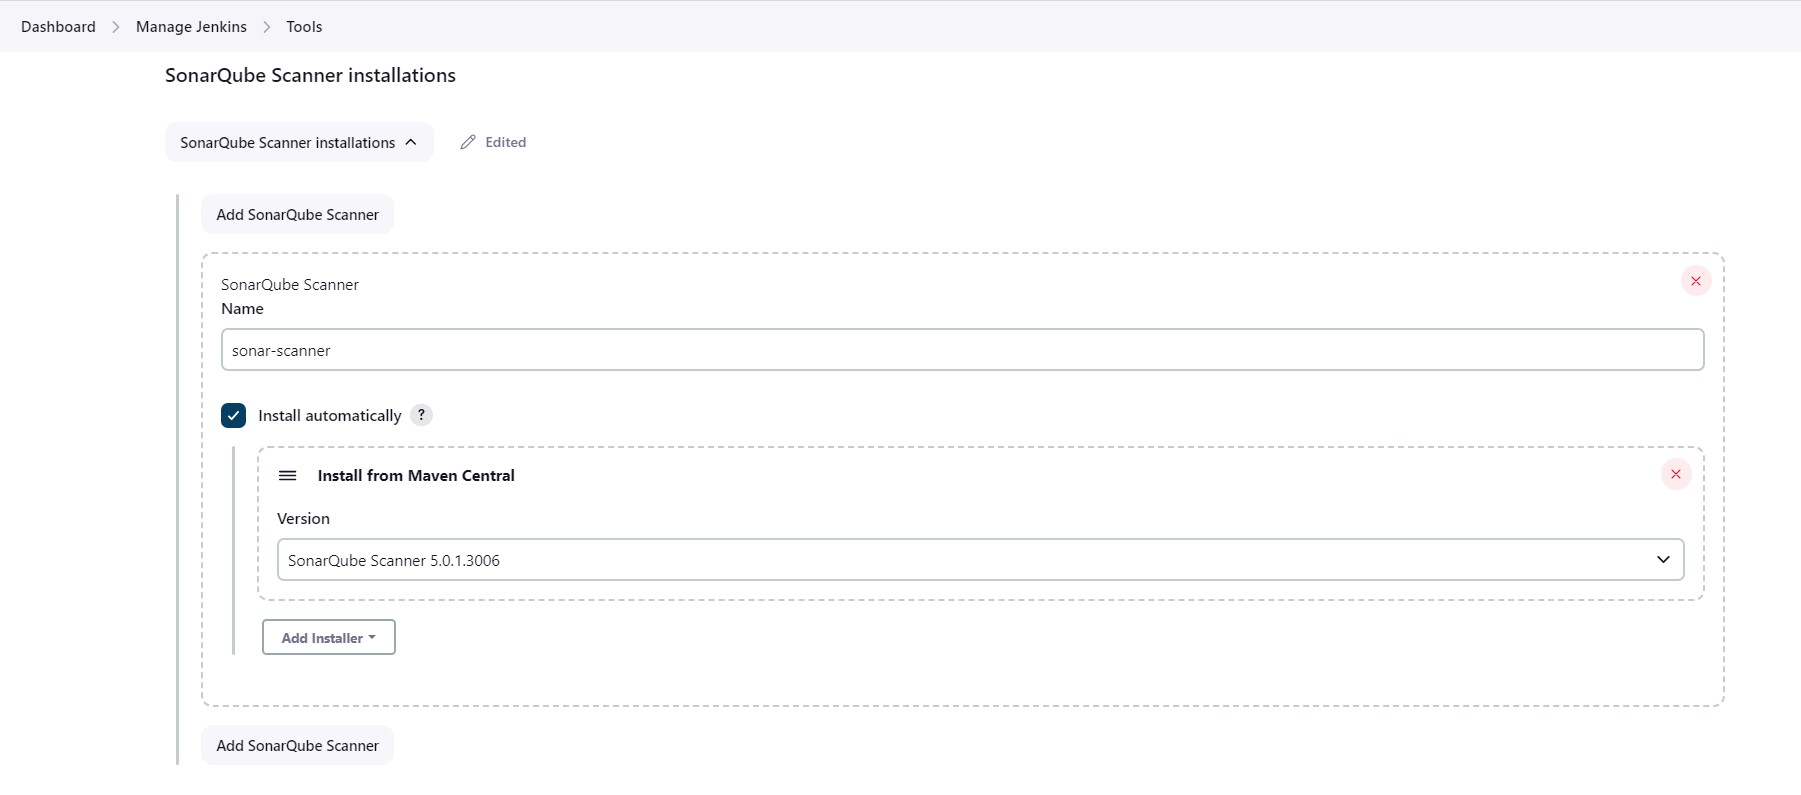 Dashboard > Manage Jenkins > Tools
SonarQube Scanner installations
SonarQube Scanner installations Edited
Add SonarQube Scanner
SonarQube Scanner
Name
sonar-scanner
Install automatically ?
Install from Maven Central
Version
SonarQube Scanner 5.0.1.3006
Add Installer
Add SonarQube Scanner